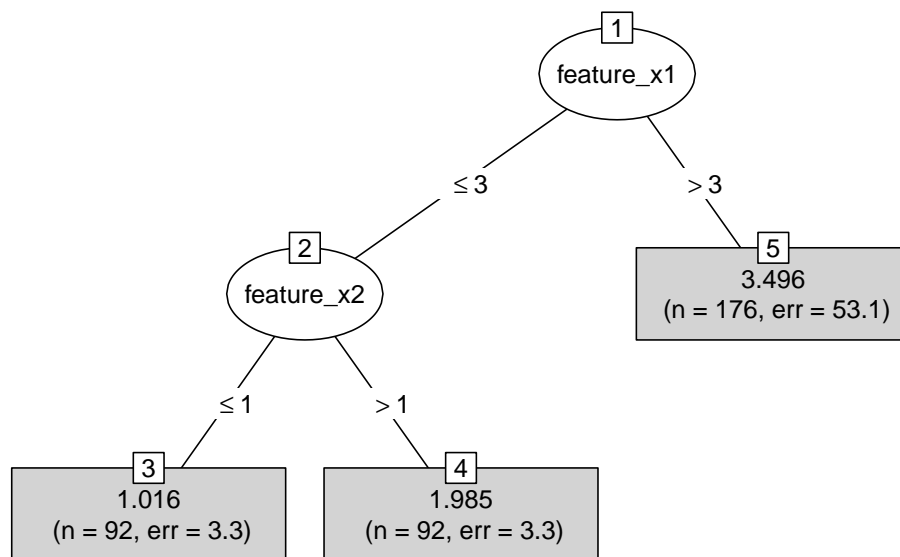 1
feature_x1
≤ 3
> 3
2
feature_x2
5
3.496
(n = 176, err = 53.1)
≤ 1
> 1
3
1.016
(n = 92, err = 3.3)
4
1.985
(n = 92, err = 3.3)